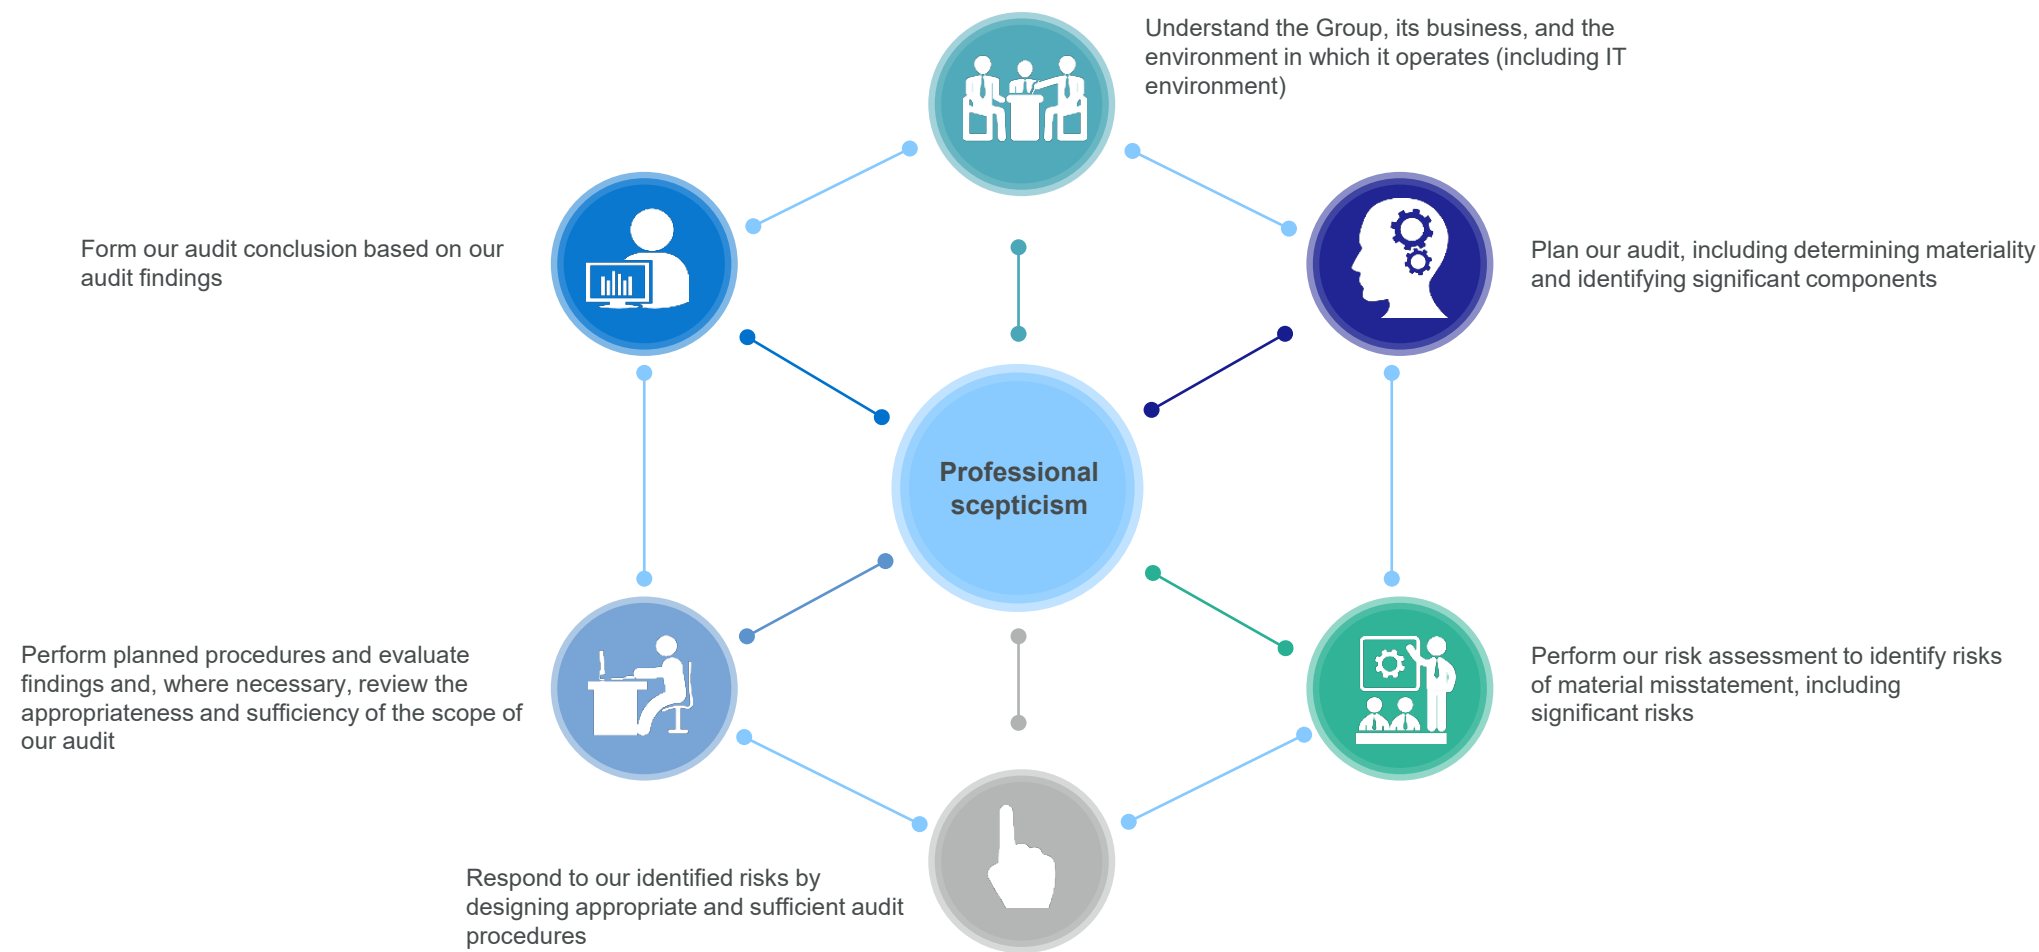 Understand the Group, its business, and the
environment in which it operates (including IT
environment)
Plan our audit, including determining materiality
and identifying significant components
Perform our risk assessment to identify risks
of material misstatement, including
significant risks
Respond to our identified risks by
designing appropriate and sufficient audit
procedures
Perform planned procedures and evaluate
findings and, where necessary, review the
appropriateness and sufficiency of the scope of
our audit
Form our audit conclusion based on our
audit findings
Professional
scepticism